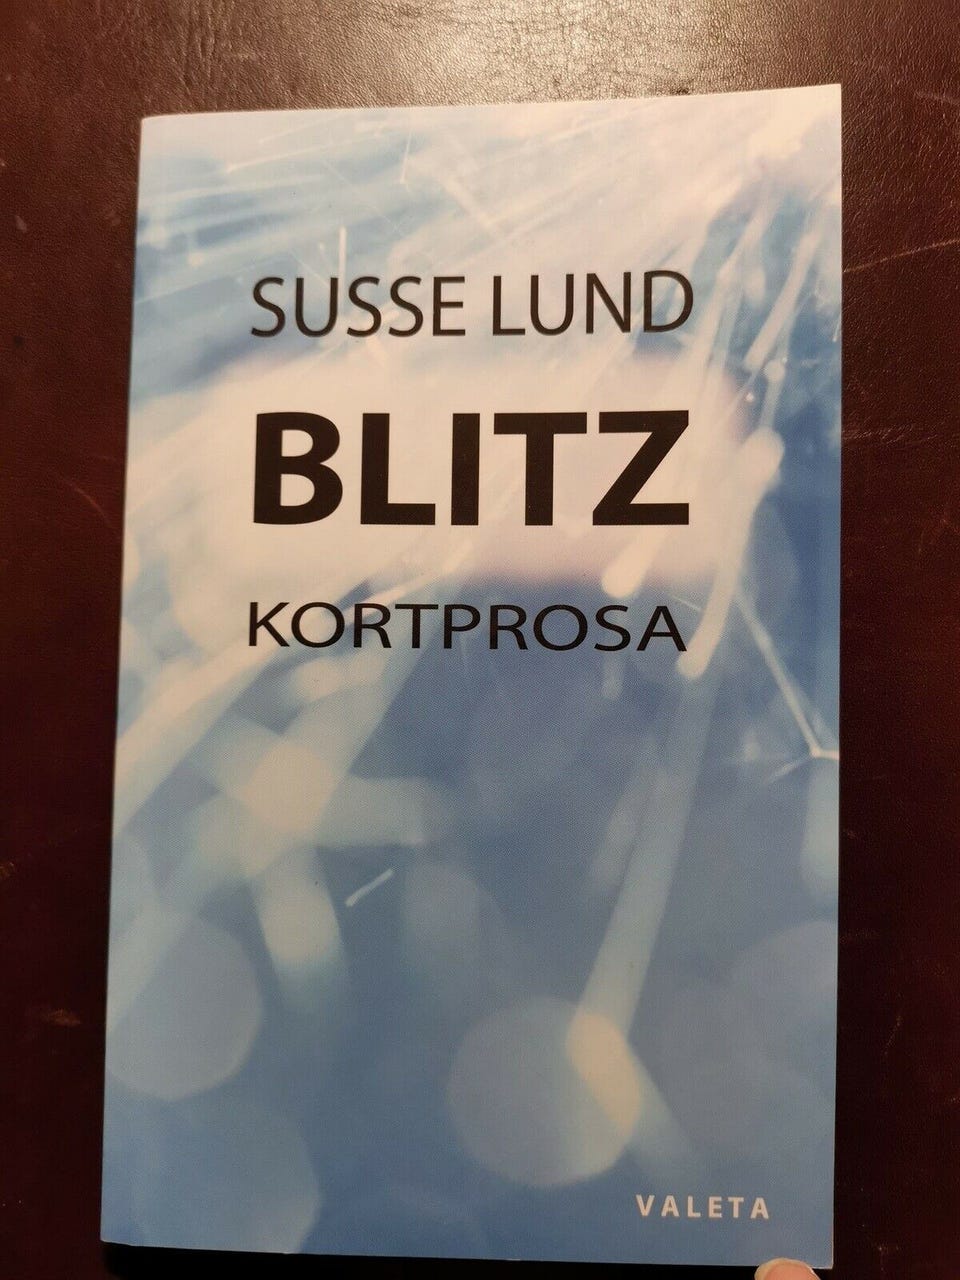 SUSSE LUND
BLITZ
KORTPROSA
VALETA